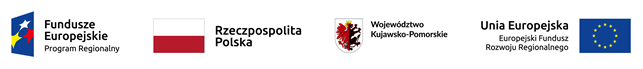 Fundusze
Europejskie
Program Regionalny
Rzeczpospolita
Polska
Województwo
Kujawsko-Pomorskie
Unia Europejska
Europejski Fundusz
Rozwoju Regionalnego